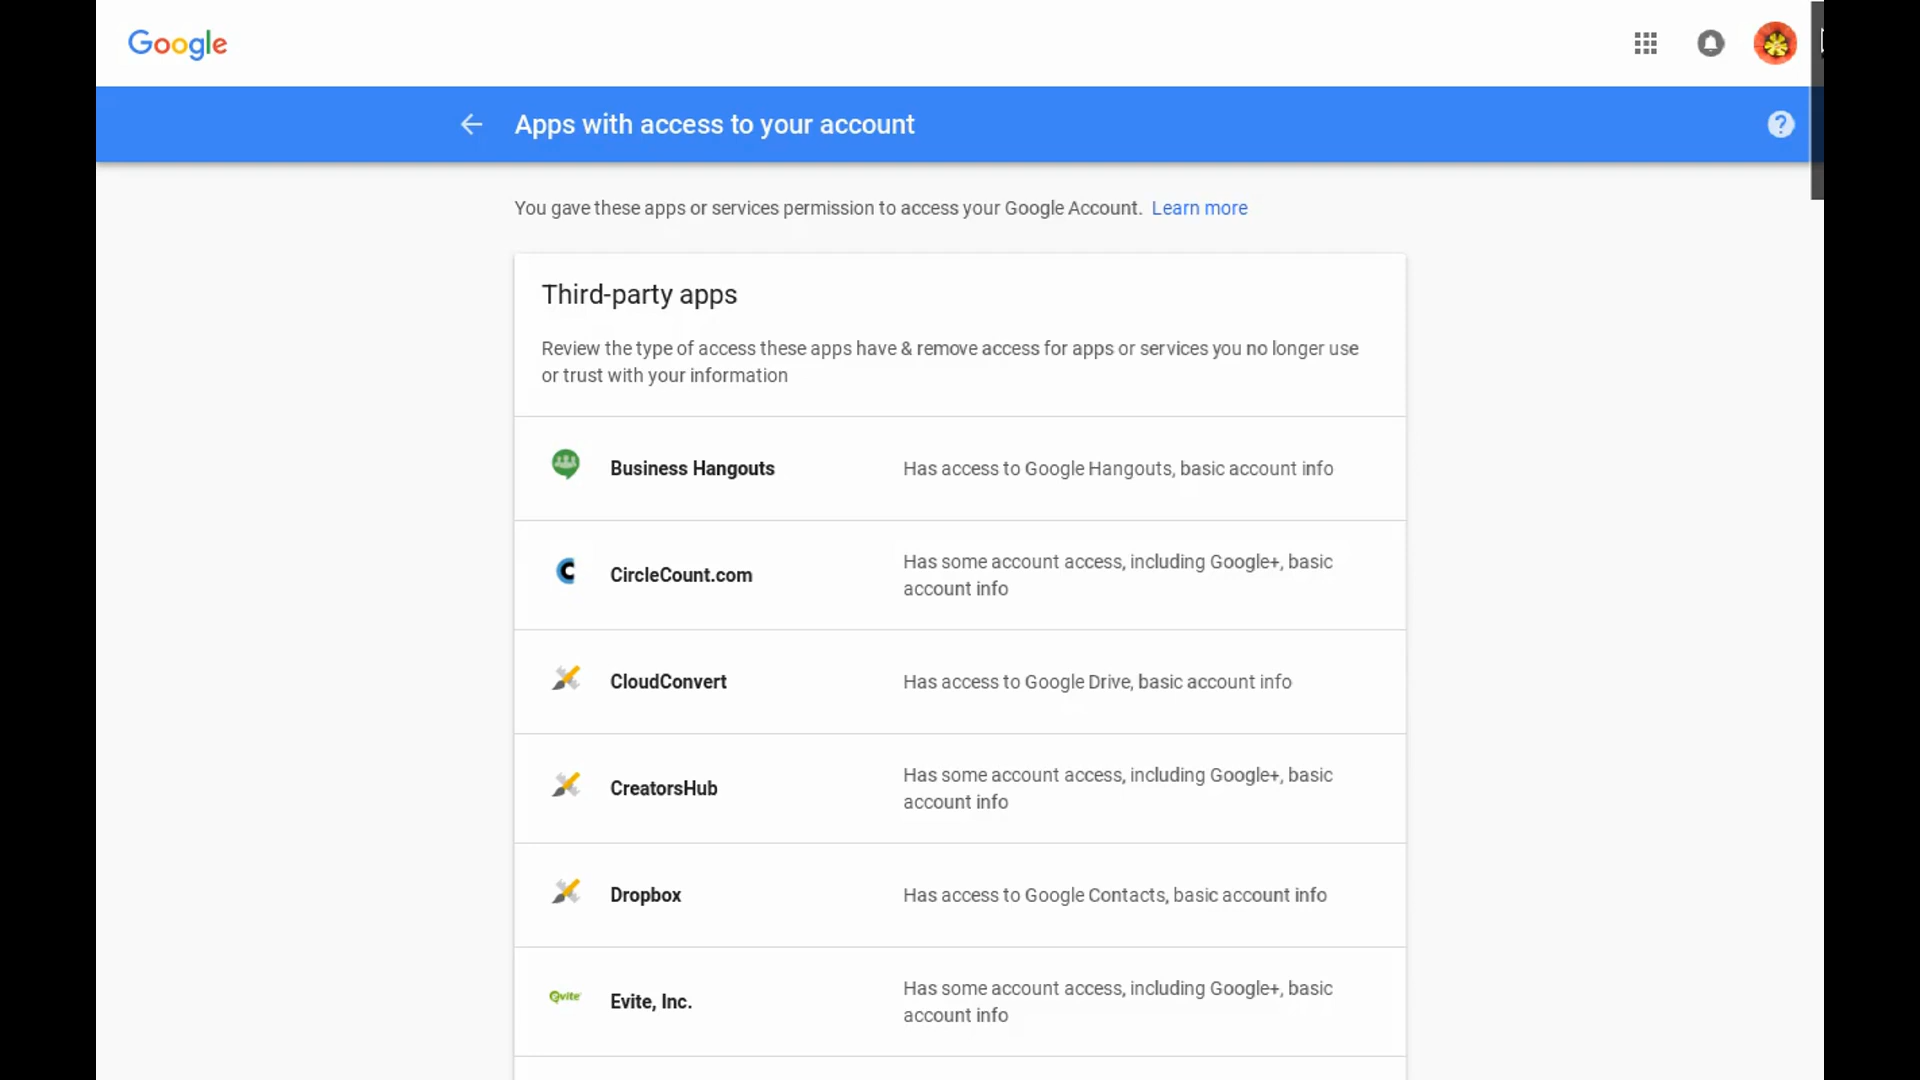 Google
Apps with access to your account
?
You gave these apps or services permission to access your Google Account. Learn more
Third-party apps
Review the type of access these apps have & remove access for apps or services you no longer use
or trust with your information
Business Hangouts
Has access to Google Hangouts, basic account info
C
CircleCount.com
Has some account access, including Google+, basic
account info
CloudConvert
Has access to Google Drive, basic account info
CreatorsHub
Has some account access, including Google+, basic
account info
Dropbox
Has access to Google Contacts, basic account info
evite
Evite, Inc.
Has some account access, including Google+, basic
account info